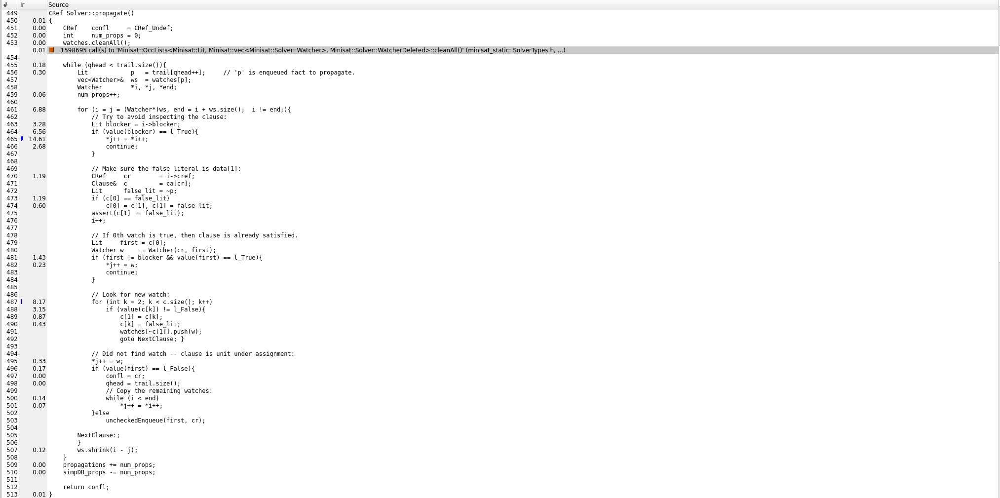 # Ir Source
449 CRef Solver::propagate()
450 0.01 {
451 0.00     CRef    confl     = CRef_Undef;
452 0.00     int     num_props = 0;
453 0.00     watches.cleanAll();
0.01 1598695 call(s) to 'Minisat::OccLists<Minisat::Lit, Minisat::vec<Minisat::Solver::Watcher>, Minisat::Solver::WatcherDeleted>::cleanAll()' (minisat_static: SolverTypes.h, ...)
454
455 0.18     while (qhead < trail.size()){
456 0.30         Lit            p   = trail[qhead++];     // 'p' is enqueued fact to propagate.
457         vec<Watcher>&  ws  = watches[p];
458         Watcher        *i, *j, *end;
459 0.06         num_props++;
460
461 6.88         for (i = j = (Watcher*)ws, end = i + ws.size();  i != end;){
462             // Try to avoid inspecting the clause:
463 3.28             Lit blocker = i->blocker;
464 6.56             if (value(blocker) == l_True){
465 14.61                 *j++ = *i++;
466 2.68                 continue;
467             }
468
469             // Make sure the false literal is data[1]:
470 1.19             CRef     cr        = i->cref;
471             Clause&  c         = ca[cr];
472             Lit      false_lit = ~p;
473 1.19             if (c[0] == false_lit)
474 0.60                 c[0] = c[1], c[1] = false_lit;
475             assert(c[1] == false_lit);
476             i++;
477
478             // If 0th watch is true, then clause is already satisfied.
479             Lit     first = c[0];
480             Watcher w     = Watcher(cr, first);
481 1.43             if (first != blocker && value(first) == l_True){
482 0.23                 *j++ = w;
483                 continue;
484             }
485
486             // Look for new watch:
487 8.17             for (int k = 2; k < c.size(); k++)
488 3.15                 if (value(c[k]) != l_False){
489 0.87                     c[1] = c[k];
490 0.43                     c[k] = false_lit;
491                     watches[~c[1]].push(w);
492                     goto NextClause; }
493
494             // Did not find watch -- clause is unit under assignment:
495 0.33             *j++ = w;
496 0.17             if (value(first) == l_False){
497 0.00                 confl = cr;
498 0.00                 qhead = trail.size();
499                 // Copy the remaining watches:
500 0.14                 while (i < end)
501 0.07                     *j++ = *i++;
502             }else
503                 uncheckedEnqueue(first, cr);
504
505         NextClause:;
506         }
507 0.12         ws.shrink(i - j);
508     }
509 0.00     propagations += num_props;
510 0.00     simpDB_props -= num_props;
511
512     return confl;
513 0.01 }